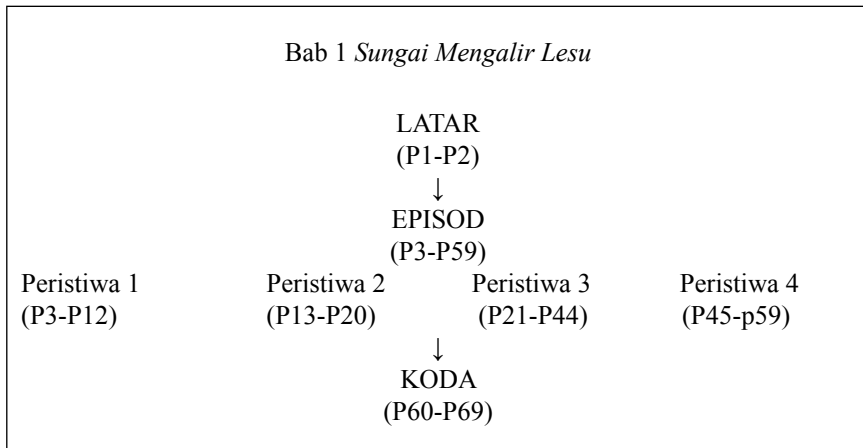 Bab 1 Sungai Mengalir Lesu
LATAR
(P1-P2)
↓
EPISOD
(P3-P59)
Peristiwa 1 Peristiwa 2 Peristiwa 3 Peristiwa 4
(P3-P12) (P13-P20) (P21-P44) (P45-p59)
↓
KODA
(P60-P69)